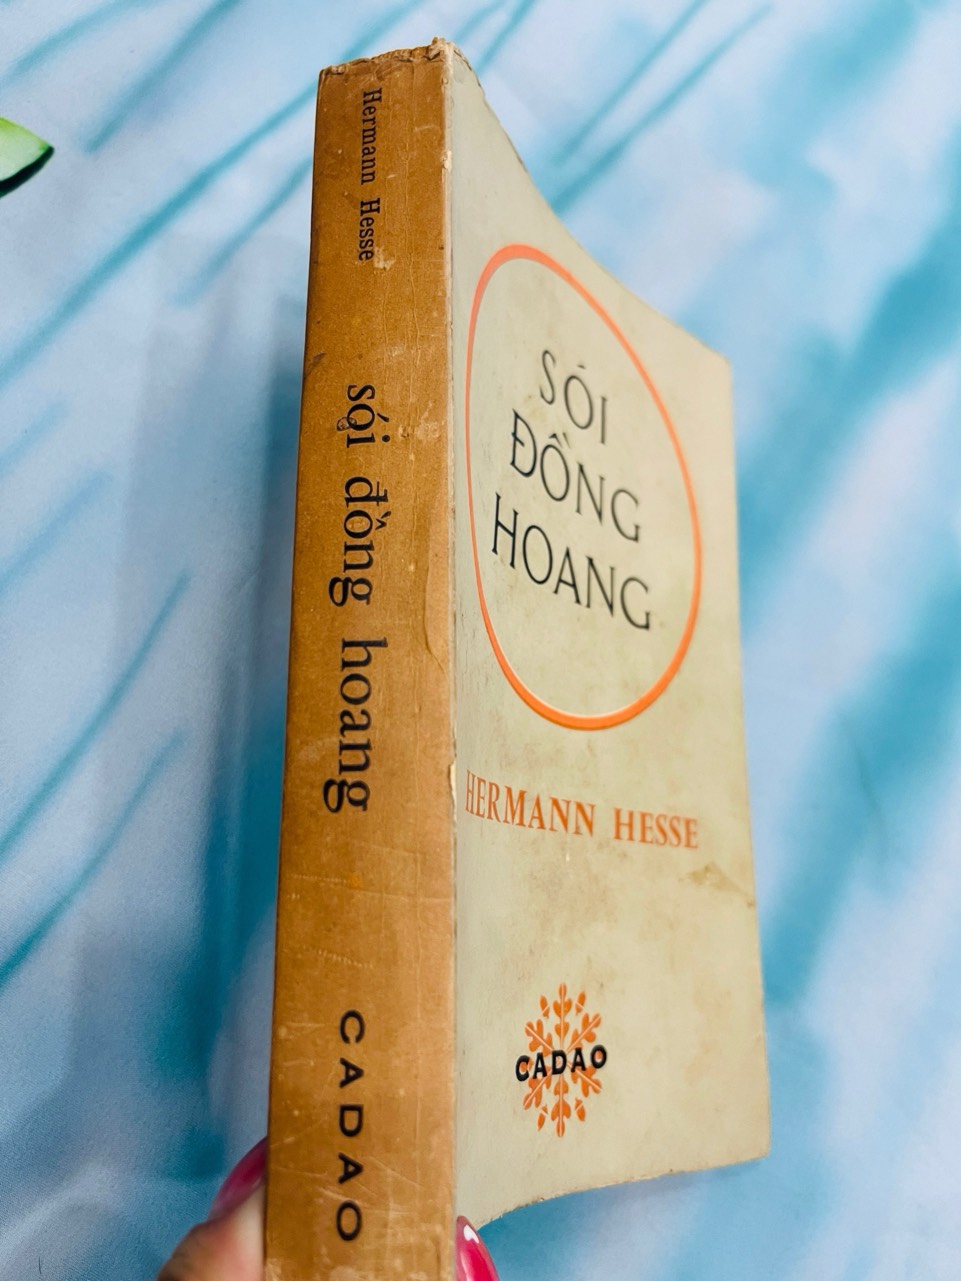 Hermann Hesse
sói đồng hoang
CADAO
SÓI
ĐỒNG
HOANG
HERMANN HESSE
CADAO